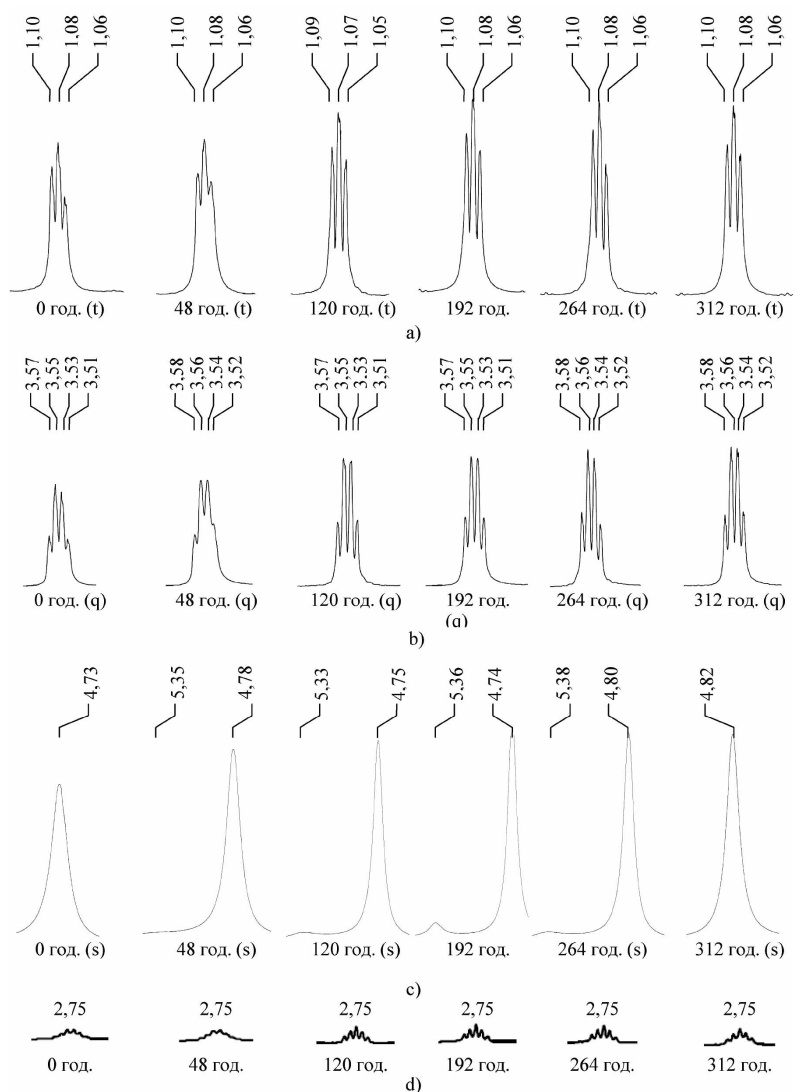 1,10 1,08 1,06 1,10 1,08 1,06 1,09 1,07 1,05 1,10 1,08 1,06 1,10 1,08 1,06 1,10 1,08 1,06
0 год. (t) 48 год. (t) 120 год. (t) 192 год. 264 год. (t) 312 год. (t)
a)
3.57 3,55 3.53 3,51 3.58 3,56 3.54 3,52 3.57 3,55 3.53 3,51 3.57 3,55 3.53 3,51 3.58 3,56 3.54 3,52 3.58 3,56 3.54 3,52
0 год. (q) 48 год. (q) 120 год. (q) 192 год. 264 год. (q) 312 год. (q)
(q)
b)
4,73 5,35 4,78 5,33 4,75 5,36 4,74 5,38 4,80 4,82
0 год. (s) 48 год. (s) 120 год. (s) 192 год. 264 год. (s) 312 год. (s)
c)
2,75 2,75 2,75 2,75 2,75 2,75
0 год. 48 год. 120 год. 192 год. 264 год. 312 год.
d)